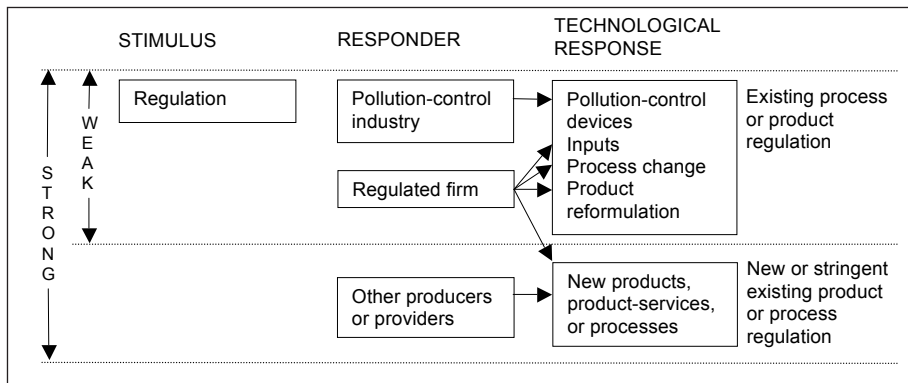 STIMULUS
RESPONDER
TECHNOLOGICAL
RESPONSE
STRONG
WEAK
Regulation
Pollution-control
industry
Regulated firm
Pollution-control
devices
Inputs
Process change
Product
reformulation
Existing process
or product
regulation
Other producers
or providers
New products,
product-services,
or processes
New or stringent
existing product
or process
regulation